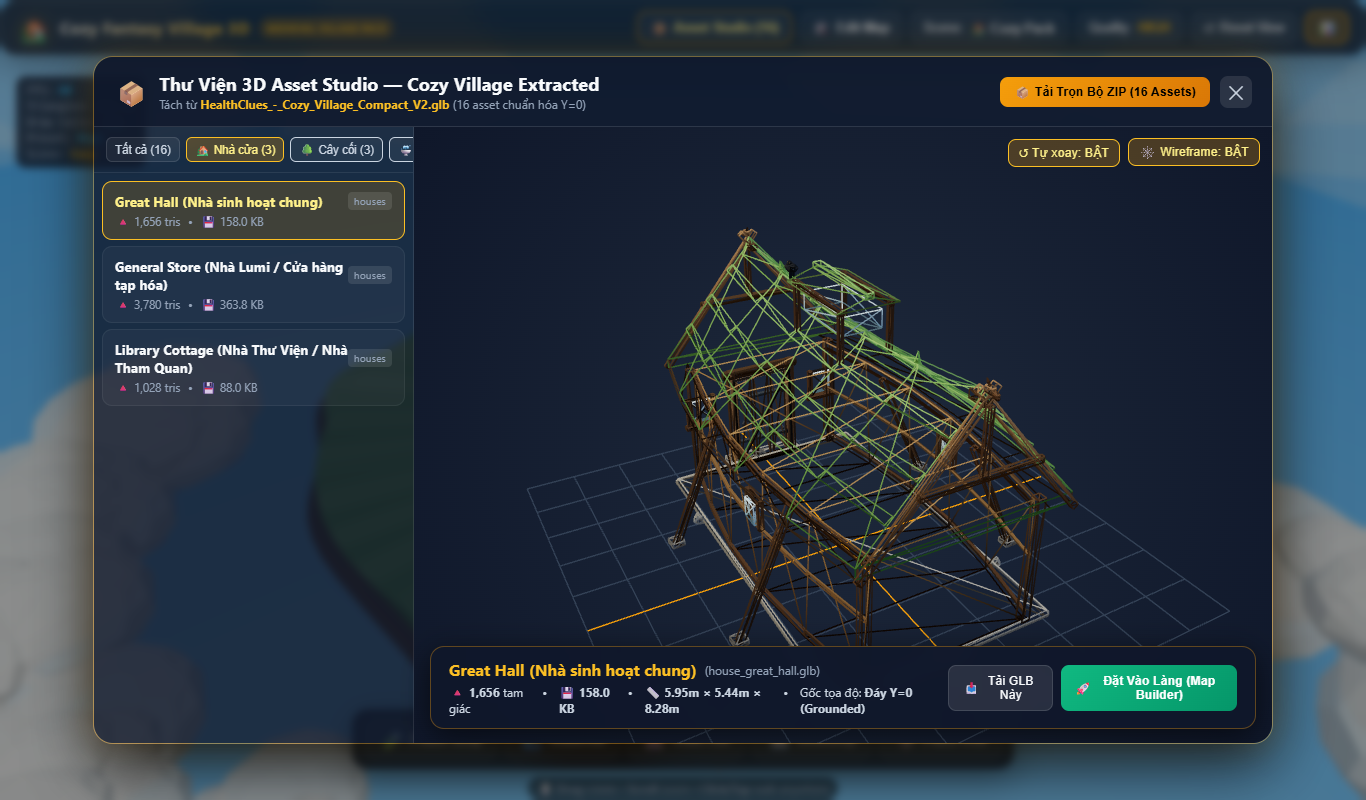 Cozy Fantasy Village 3D
Thư Viện 3D Asset Studio — Cozy Village Extracted
Tách từ HealthClues_-_Cozy_Village_Compact_V2.glb (16 asset chuẩn hóa Y=0)
Tải Trọn Bộ ZIP (16 Assets)
Tất cả (16)
Nhà cửa (3)
Cây cối (3)
Tự xoay: BẬT
Wireframe: BẬT
Great Hall (Nhà sinh hoạt chung)
houses
1,656 tris • 158.0 KB
General Store (Nhà Lumi / Cửa hàng
tạp hóa)
houses
3,780 tris • 363.8 KB
Library Cottage (Nhà Thư Viện / Nhà
Tham Quan)
houses
1,028 tris • 88.0 KB
Great Hall (Nhà sinh hoạt chung) (house_great_hall.glb)
1,656 tam
giác
• 158.0
KB
• 5.95m × 5.44m ×
8.28m
• Gốc tọa độ: Đáy Y=0
(Grounded)
Tải GLB
Này
Đặt Vào Làng (Map
Builder)